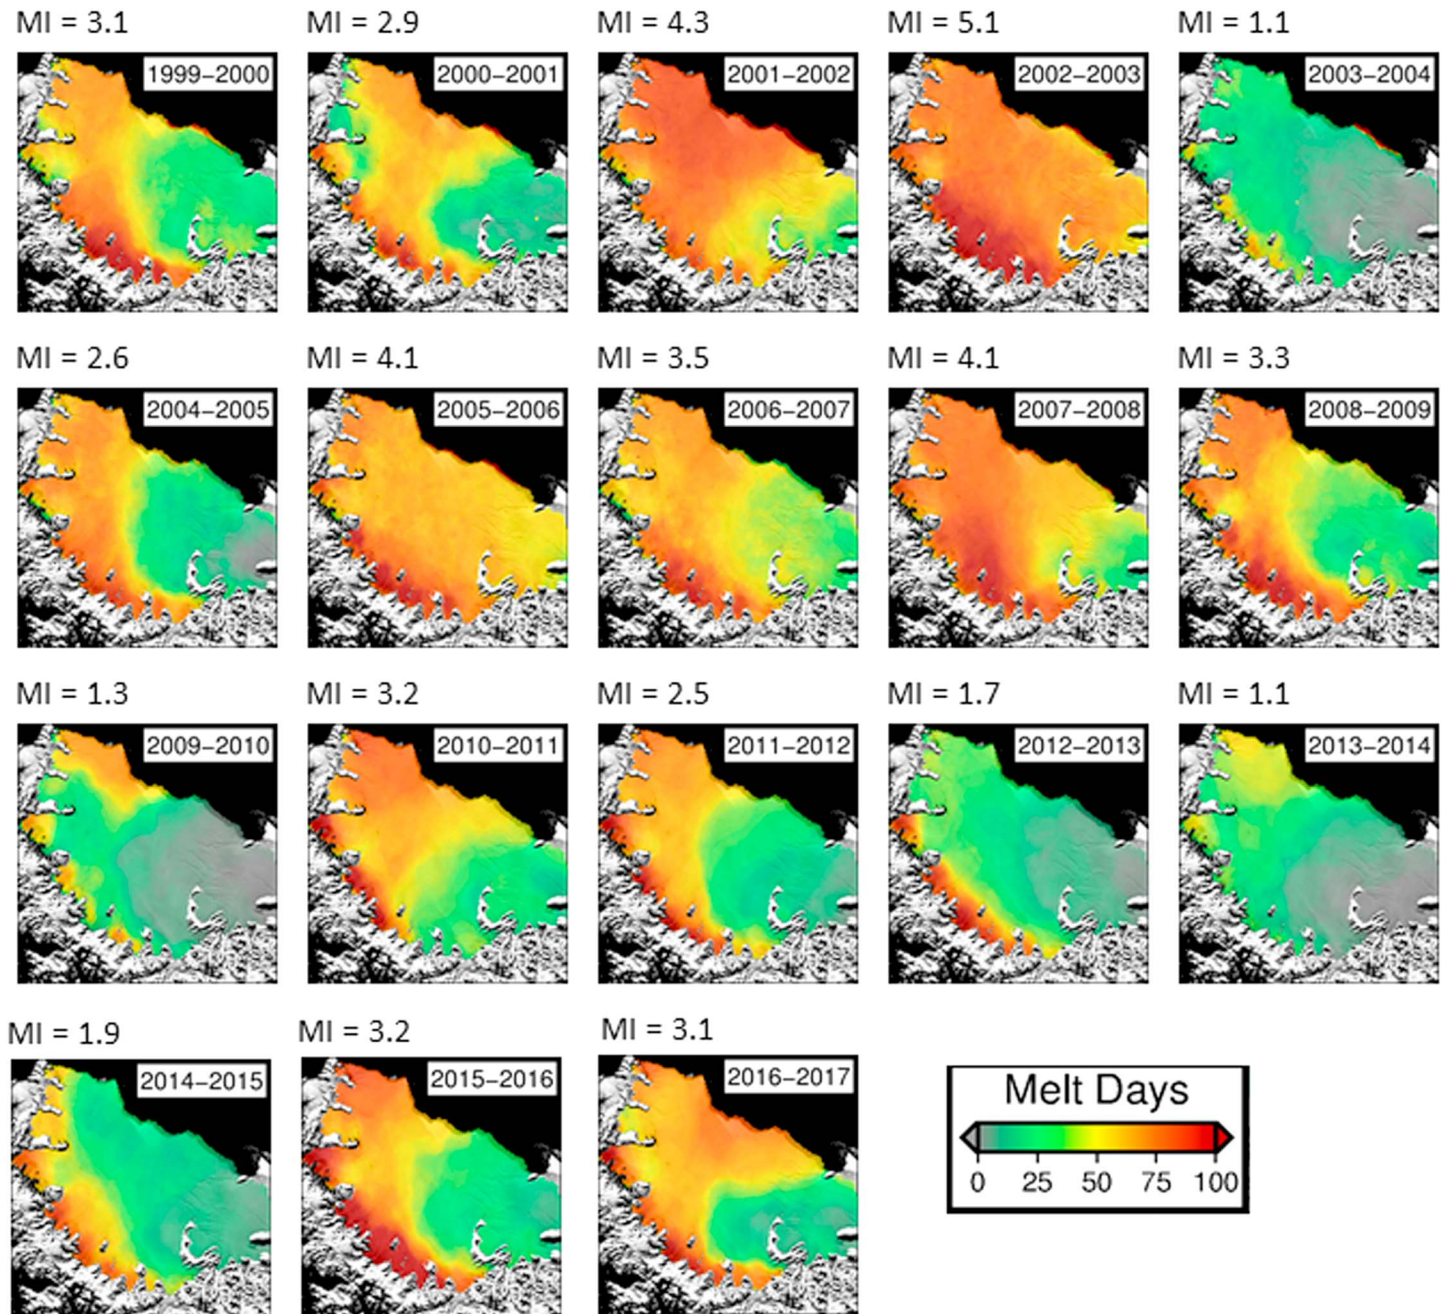 MI = 3.1
1999–2000
MI = 2.9
2000–2001
MI = 4.3
2001–2002
MI = 5.1
2002–2003
MI = 1.1
2003–2004
MI = 2.6
2004–2005
MI = 4.1
2005–2006
MI = 3.5
2006–2007
MI = 4.1
2007–2008
MI = 3.3
2008–2009
MI = 1.3
2009–2010
MI = 3.2
2010–2011
MI = 2.5
2011–2012
MI = 1.7
2012–2013
MI = 1.1
2013–2014
MI = 1.9
2014–2015
MI = 3.2
2015–2016
MI = 3.1
2016–2017
Melt Days
0 25 50 75 100